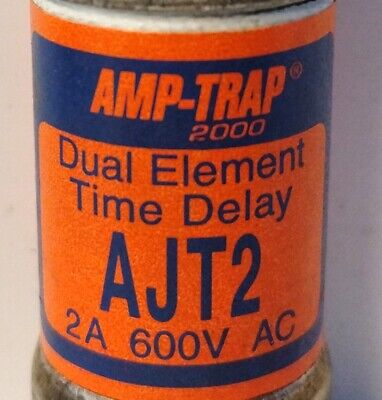 AMP-TRAP®
2000
Dual Element
Time Delay
AJT2
2A 600V AC